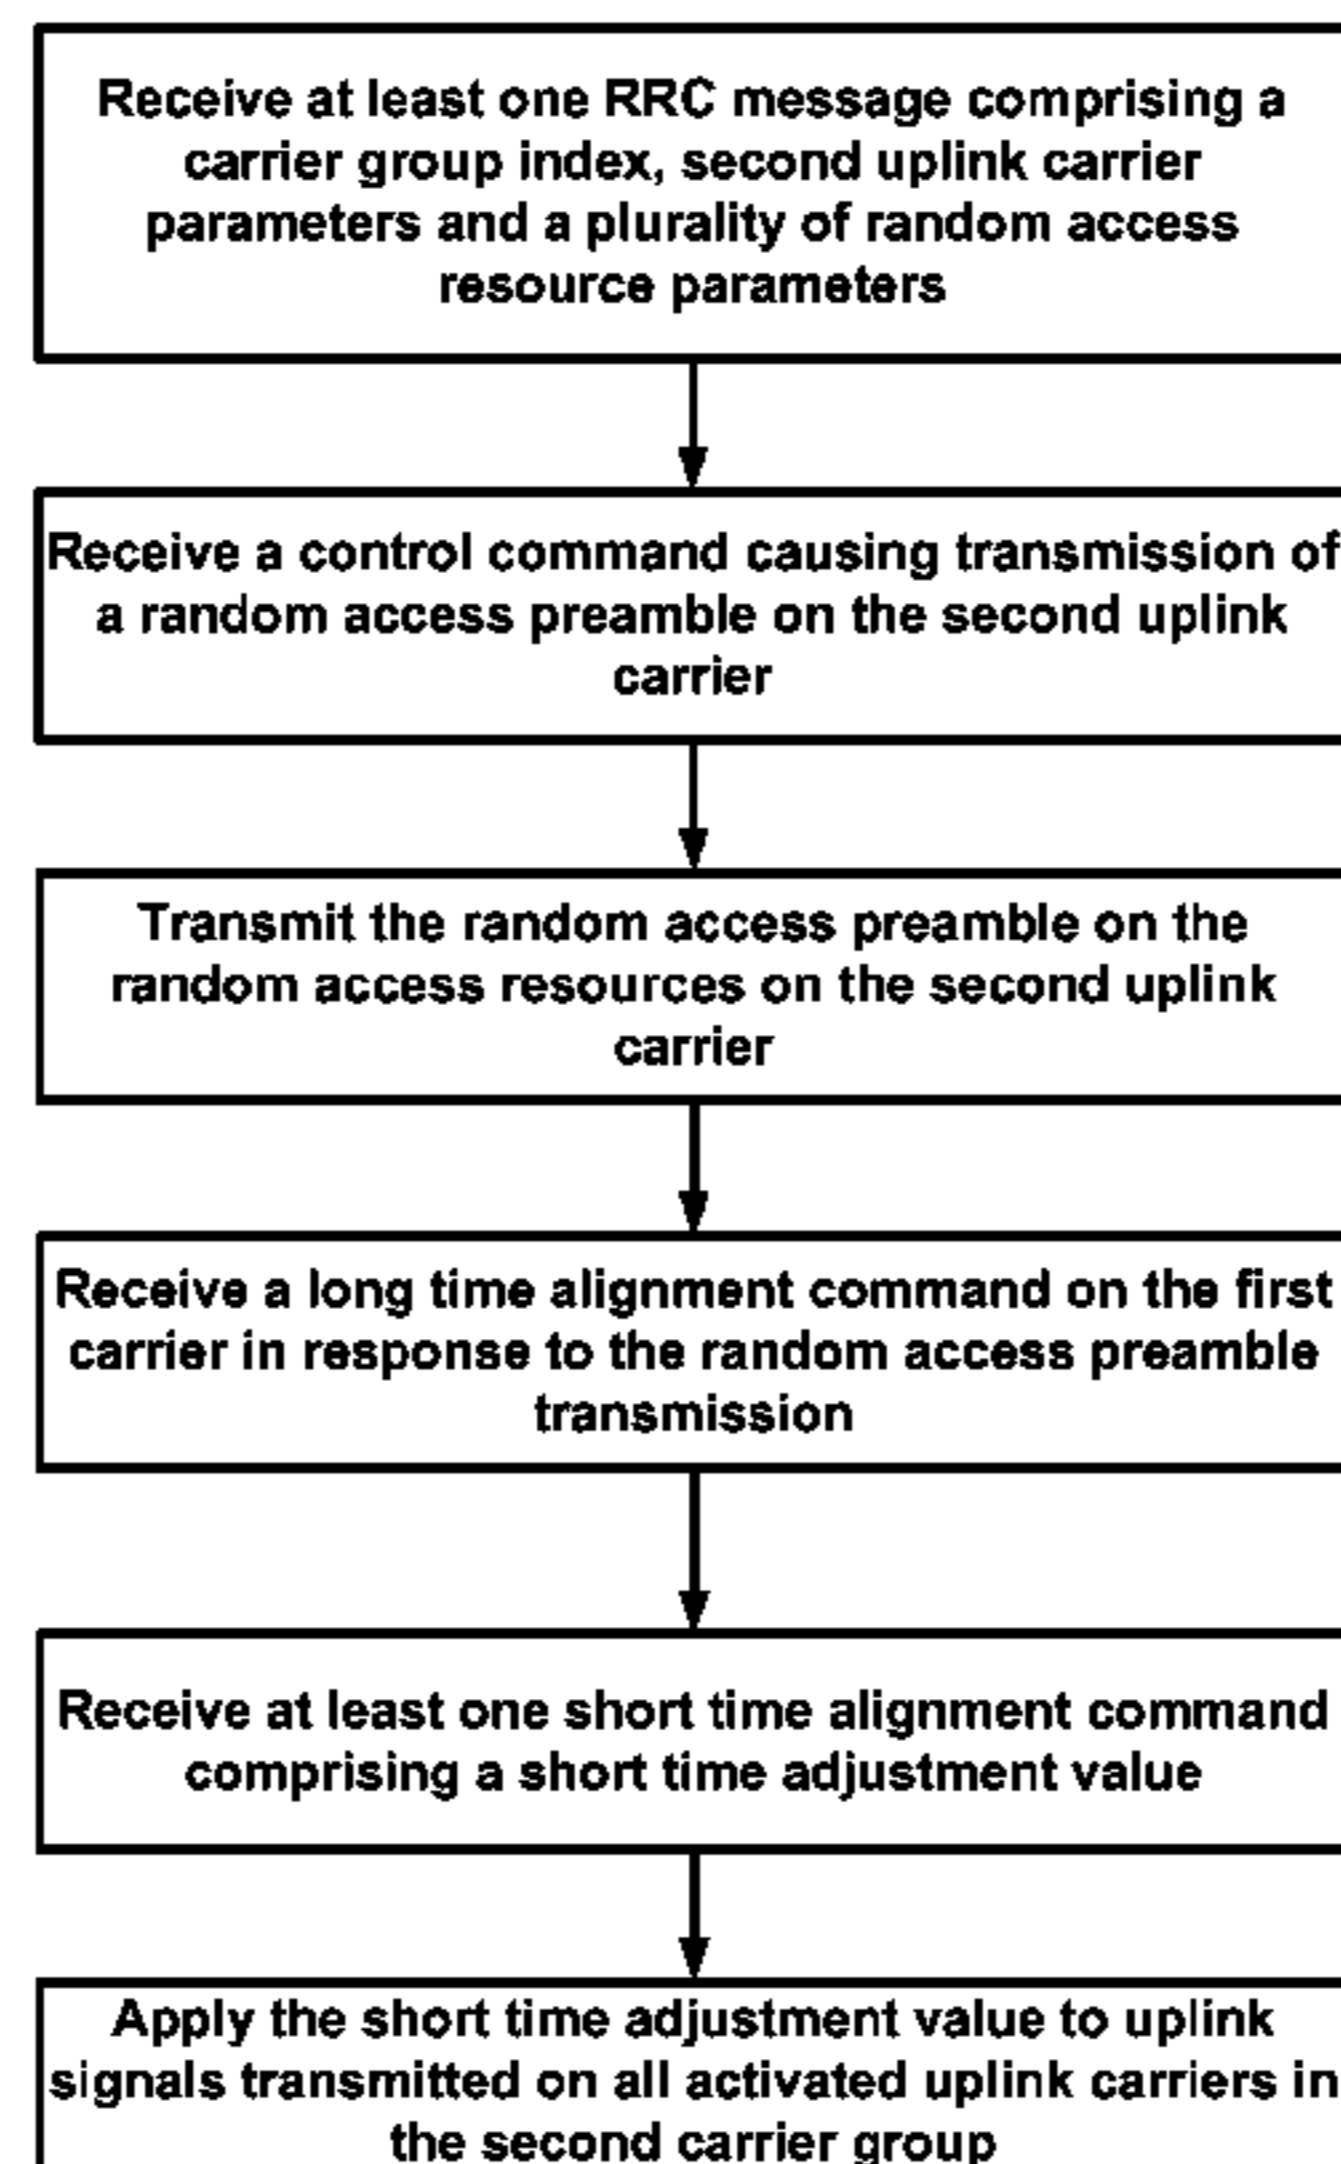 Receive at least one RRC message comprising a
carrier group index, second uplink carrier
parameters and a plurality of random access
resource parameters
Receive a control command causing transmission of
a random access preamble on the second uplink
carrier
Transmit the random access preamble on the
random access resources on the second uplink
carrier
Receive a long time alignment command on the first
carrier in response to the random access preamble
transmission
Receive at least one short time alignment command
comprising a short time adjustment value
Apply the short time adjustment value to uplink
signals transmitted on all activated uplink carriers in
the second carrier group